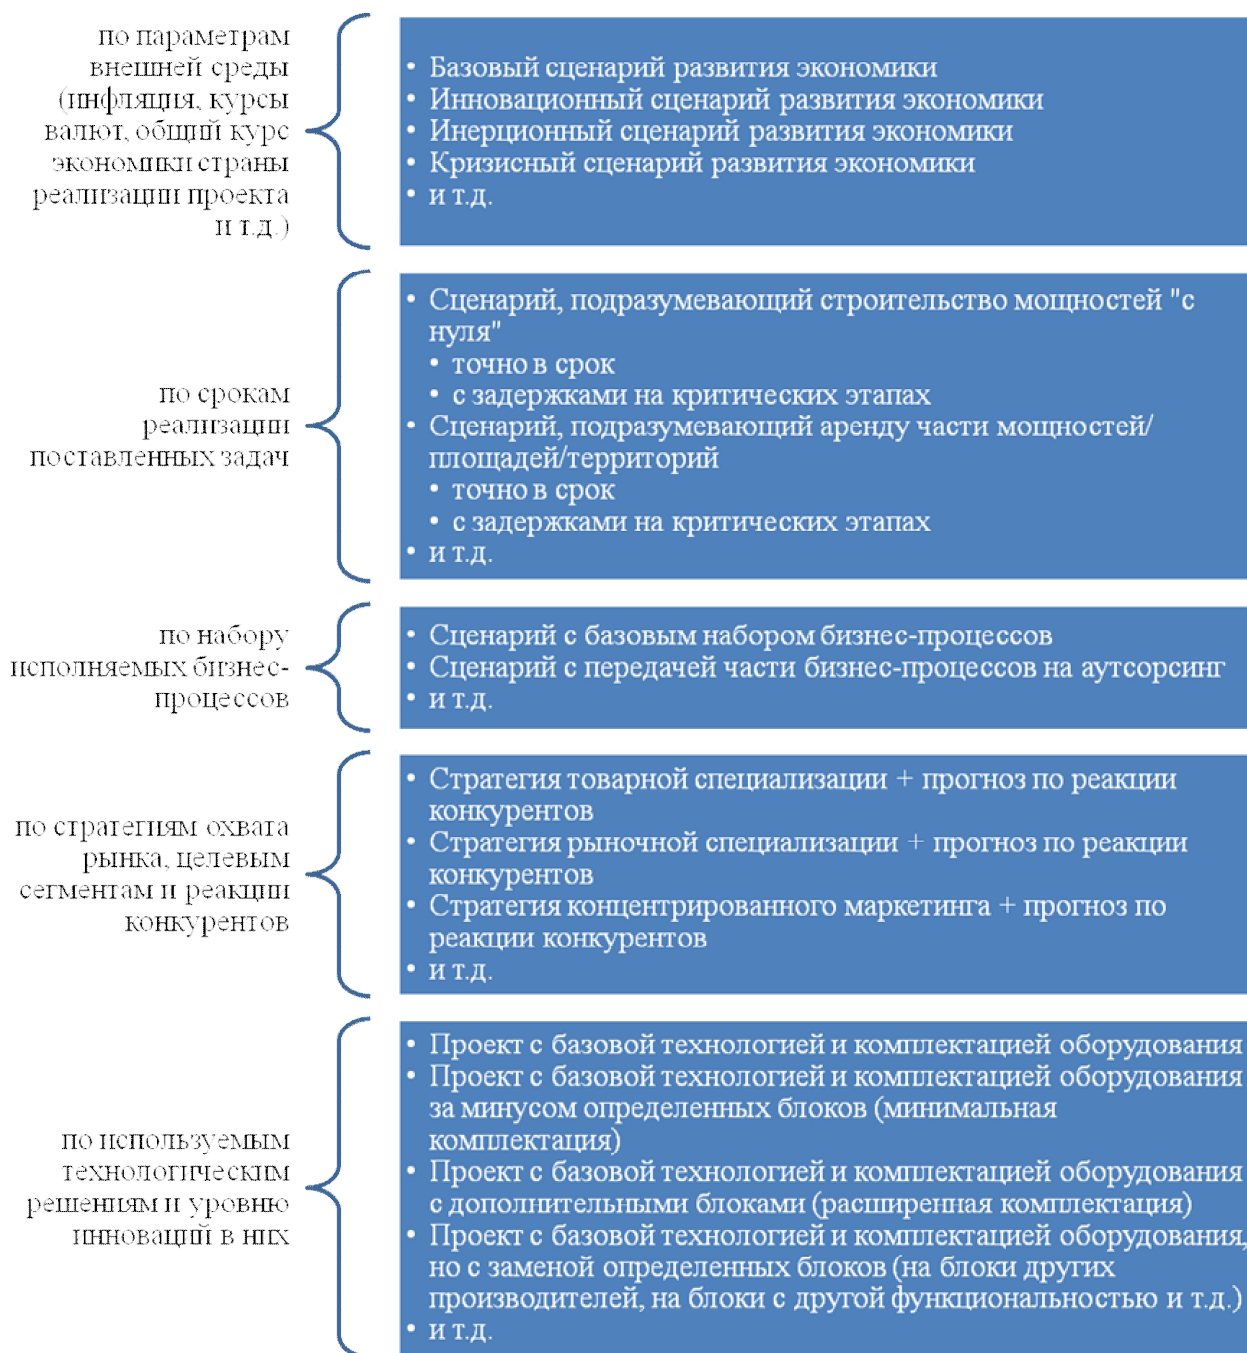 по параметрам
внешней среды
(инфляция, курсы
валют, общий курс
экономики страны
реализации проекта
и т.д.)
• Базовый сценарий развития экономики
• Инновационный сценарий развития экономики
• Инерционный сценарий развития экономики
• Кризисный сценарий развития экономики
• и т.д.
по срокам
реализации
поставленных задач
• Сценарий, подразумевающий строительство мощностей "с
нуля"
• точно в срок
• с задержками на критических этапах
• Сценарий, подразумевающий аренду части мощностей/
площадей/территорий
• точно в срок
• с задержками на критических этапах
• и т.д.
по набору
исполняемых бизнес-
процессов
• Сценарий с базовым набором бизнес-процессов
• Сценарий с передачей части бизнес-процессов на аутсорсинг
• и т.д.
по стратегиям охвата
рынка, целевым
сегментам и реакции
конкурентов
• Стратегия товарной специализации + прогноз по реакции
конкурентов
• Стратегия рыночной специализации + прогноз по реакции
конкурентов
• Стратегия концентрированного маркетинга + прогноз по
реакции конкурентов
• и т.д.
по используемым
технологическим
решениям и уровню
инноваций в них
• Проект с базовой технологией и комплектацией оборудования
• Проект с базовой технологией и комплектацией оборудования
за минусом определенных блоков (минимальная
комплектация)
• Проект с базовой технологией и комплектацией оборудования
с дополнительными блоками (расширенная комплектация)
• Проект с базовой технологией и комплектацией оборудования,
но с заменой определенных блоков (на блоки других
производителей, на блоки с другой функциональностью и т.д.)
• и т.д.